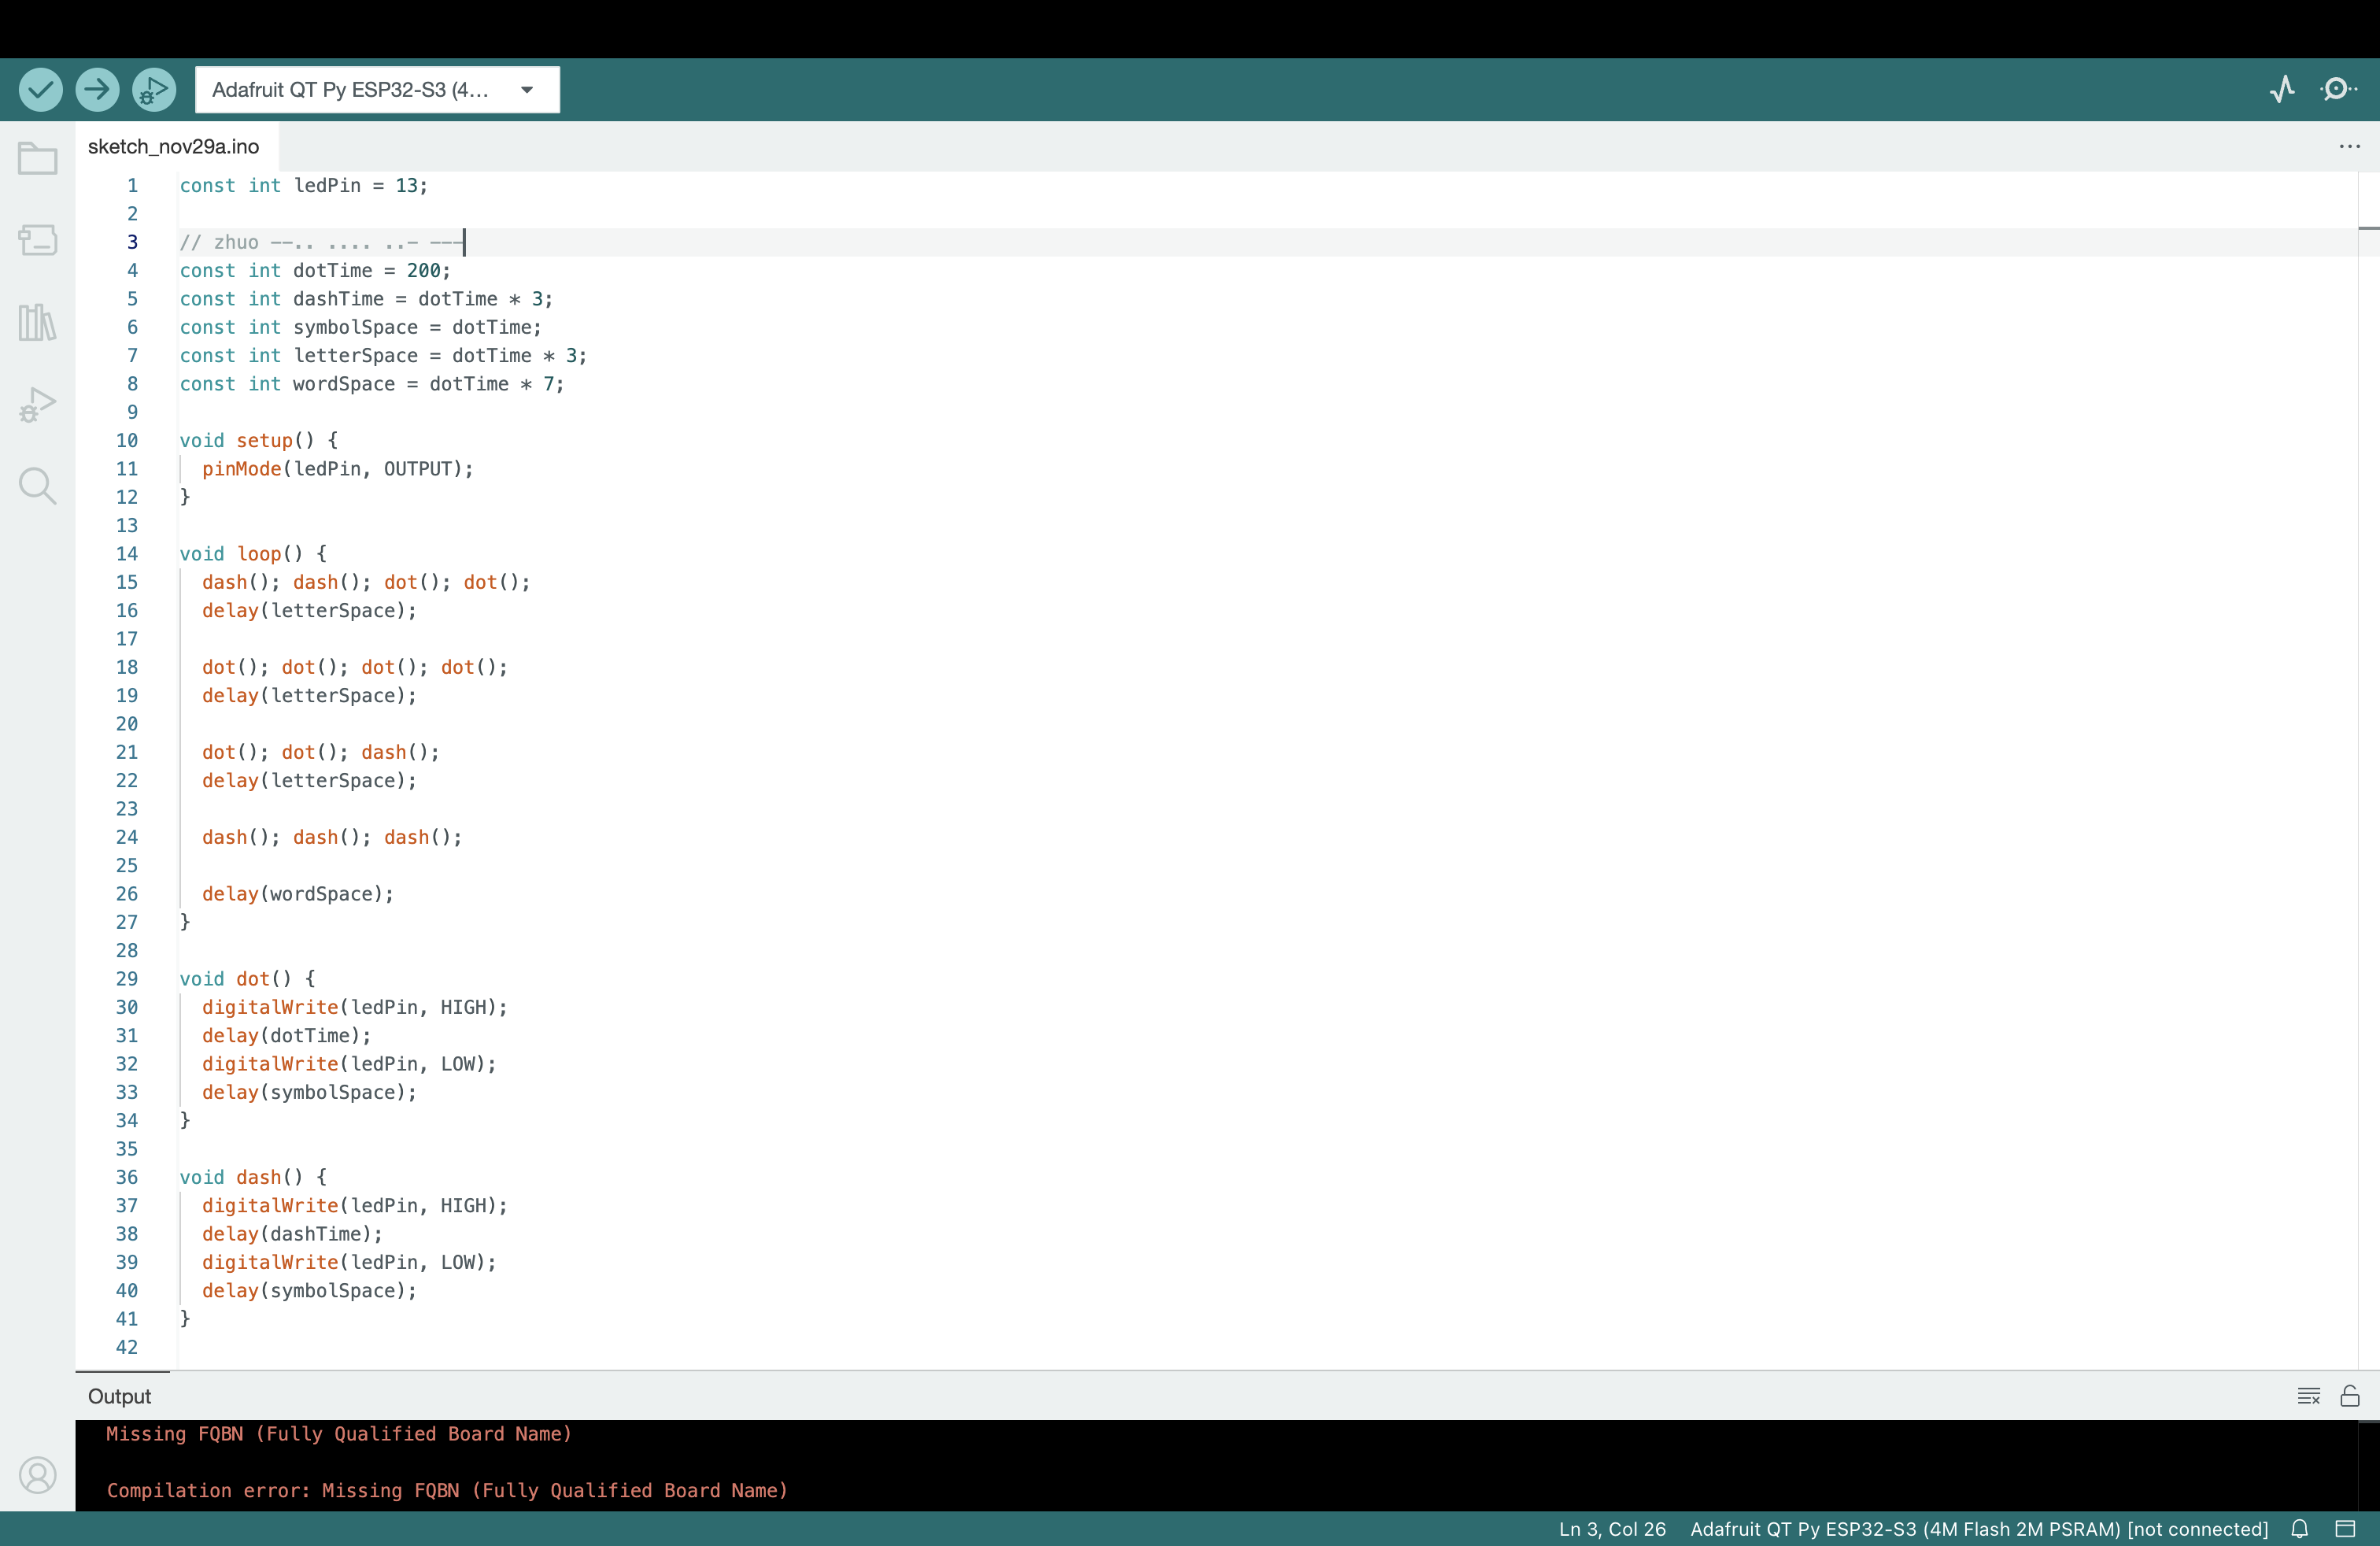 Adafruit QT Py ESP32-S3 (4...
sketch_nov29a.ino
1 const int ledPin = 13;
2
3 // zhuo --.. .... ..- ---
4 const int dotTime = 200;
5 const int dashTime = dotTime * 3;
6 const int symbolSpace = dotTime;
7 const int letterSpace = dotTime * 3;
8 const int wordSpace = dotTime * 7;
9
10 void setup() {
11 pinMode(ledPin, OUTPUT);
12 }
13
14 void loop() {
15 dash(); dash(); dot(); dot();
16 delay(letterSpace);
17
18 dot(); dot(); dot(); dot();
19 delay(letterSpace);
20
21 dot(); dot(); dash();
22 delay(letterSpace);
23
24 dash(); dash(); dash();
25
26 delay(wordSpace);
27 }
28
29 void dot() {
30 digitalWrite(ledPin, HIGH);
31 delay(dotTime);
32 digitalWrite(ledPin, LOW);
33 delay(symbolSpace);
34 }
35
36 void dash() {
37 digitalWrite(ledPin, HIGH);
38 delay(dashTime);
39 digitalWrite(ledPin, LOW);
40 delay(symbolSpace);
41 }
42
Output
Missing FQBN (Fully Qualified Board Name)
Compilation error: Missing FQBN (Fully Qualified Board Name)
Ln 3, Col 26 Adafruit QT Py ESP32-S3 (4M Flash 2M PSRAM) [not connected]